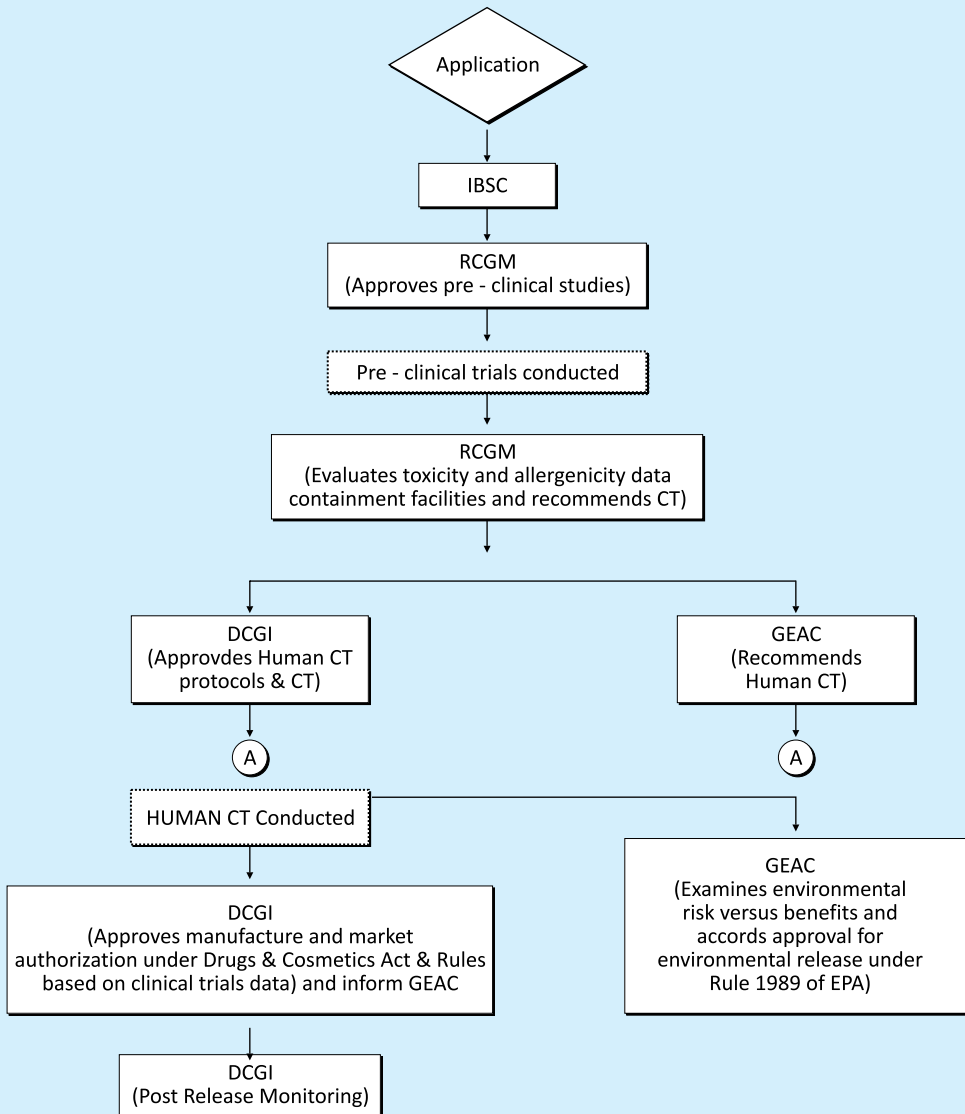 Application
IBSC
RCGM
(Approves pre - clinical studies)
Pre - clinical trials conducted
RCGM
(Evaluates toxicity and allergenicity data
containment facilities and recommends CT)
DCGI
(Approvdes Human CT
protocols & CT)
GEAC
(Recommends
Human CT)
A
A
HUMAN CT Conducted
DCGI
(Approves manufacture and market
authorization under Drugs & Cosmetics Act & Rules
based on clinical trials data) and inform GEAC
GEAC
(Examines environmental
risk versus benefits and
accords approval for
environmental release under
Rule 1989 of EPA)
DCGI
(Post Release Monitoring)